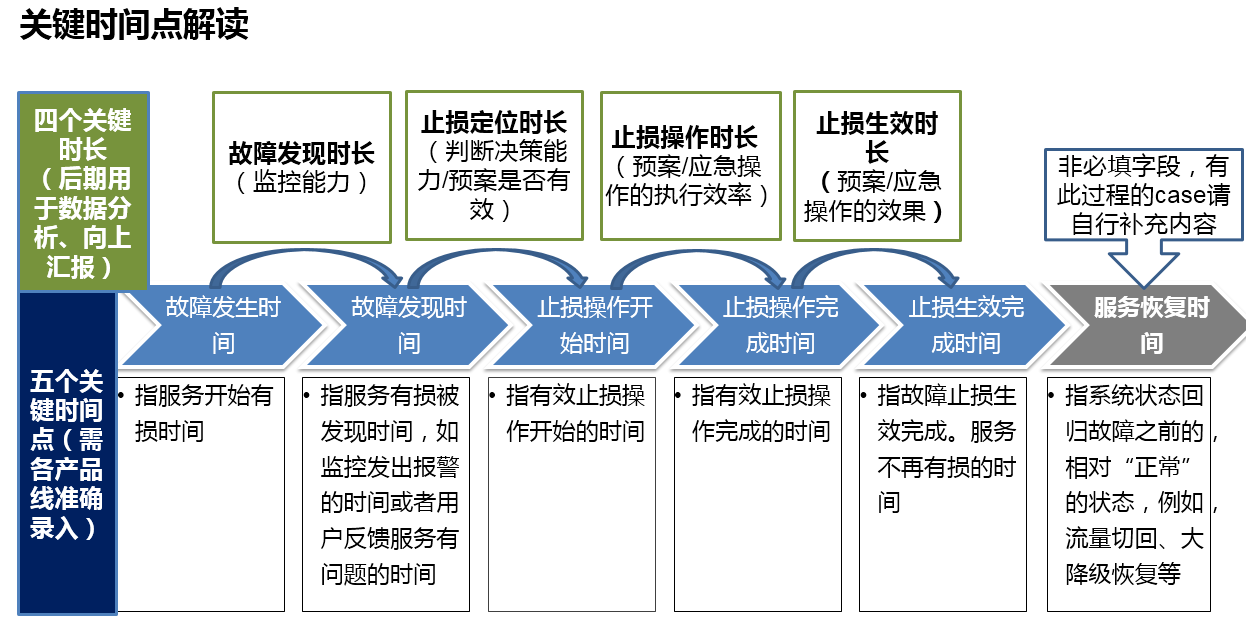 关键时间点解读
四个关键
时长
（后期用
于数据分
析、向上
汇报）
故障发现时长
（监控能力）
止损定位时长
（判断决策能
力/预案是否有
效）
止损操作时长
（预案/应急操
作的执行效率）
止损生效时
长
（预案/应急
操作的效果）
非必填字段，有
此过程的case请
自行补充内容
五个关
键时间
点（需
各产品
线准确
录入）
故障发生时
间
故障发现时
间
止损操作开
始时间
止损操作完
成时间
止损生效完
成时间
服务恢复时
间
• 指服务开始有
损时间
• 指服务有损被
发现时间，如
监控发出报警
的时间或者用
户反馈服务有
问题的时间
• 指有效止损操
作开始的时间
• 指有效止损操
作完成的时间
• 指故障止损生
效完成。服务
不再有损的时
间
• 指系统状态回
归故障之前的，
相对“正常”
的状态，例如，
流量切回、大
降级恢复等